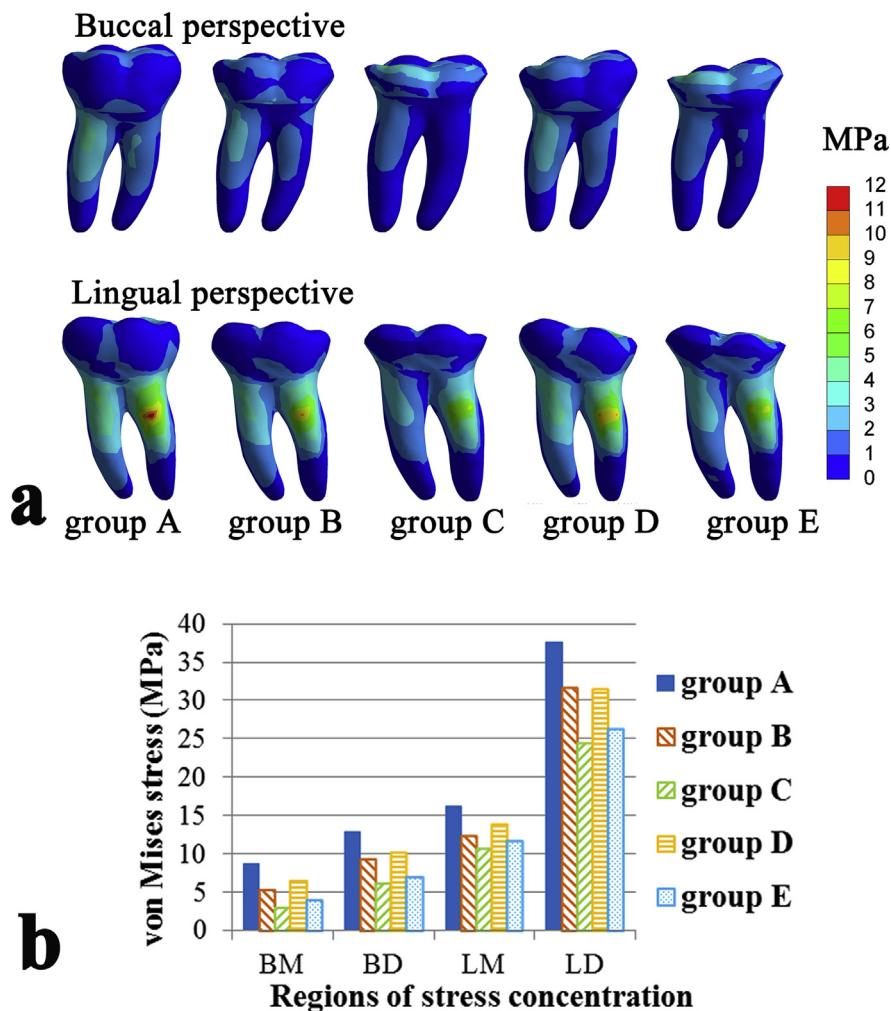 Buccal perspective
MPa
12
11
10
9
8
7
6
5
4
3
2
1
0
Lingual perspective
a
group A group B group C group D group E
von Mises stress (MPa)
40
35
30
25
20
15
10
5
0
BM BD LM LD
Regions of stress concentration
group A
group B
group C
group D
group E
b